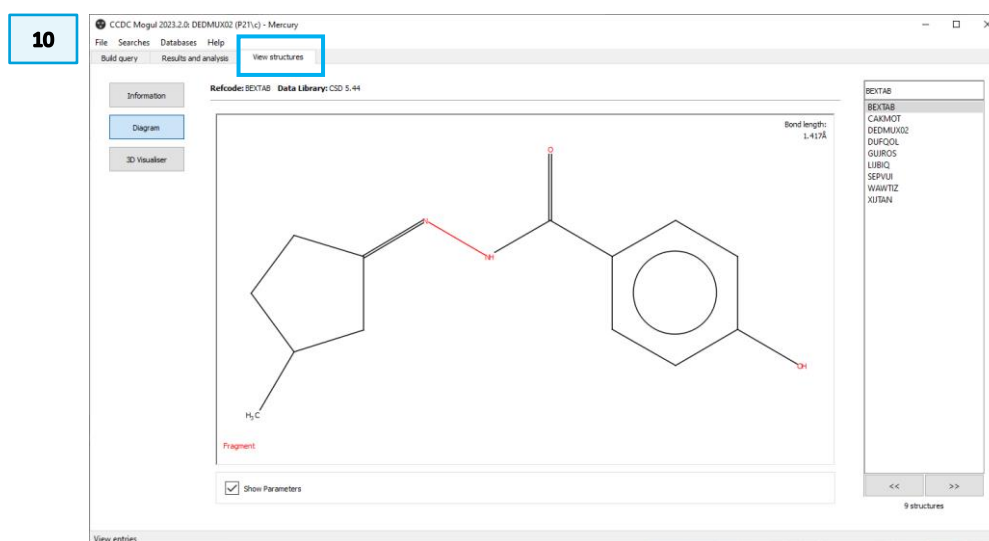 10
CCDC Mogul 2023.2.0: DEDMUX02 (P21\c) - Mercury
File Searches Databases Help
Build query Results and analysis View structures
Information
Diagram
3D Visualiser
Refcode: BEXTAB Data Library: CSD 5.44
Bond length:
1.417Å
O
N
NH
OH
H3C
Fragment
Show Parameters
BEXTAB
BEXTAB
CAKMOT
DEDMUX02
DUFQOL
GUJROS
LIJBIQ
SEPVUI
WAWTIZ
XIJTAN
<< >>
9 structures
View entries